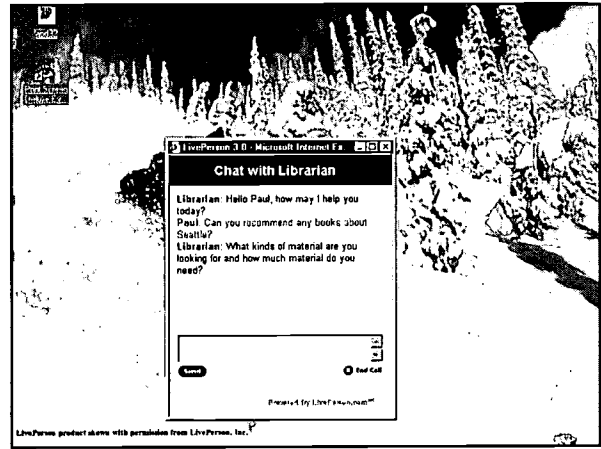 LivePerson 3.0 - Microsoft Internet Ex..
Chat with Librarian
Librarian: Hello Paul, how may I help you
today?
Paul: Can you recommend any books about
Seattle?
Librarian: What kinds of material are you
looking for and how much material do you
need?
Send
End Call
Powered by LivePerson.com
LivePerson product shown with permission from LivePerson, Inc.